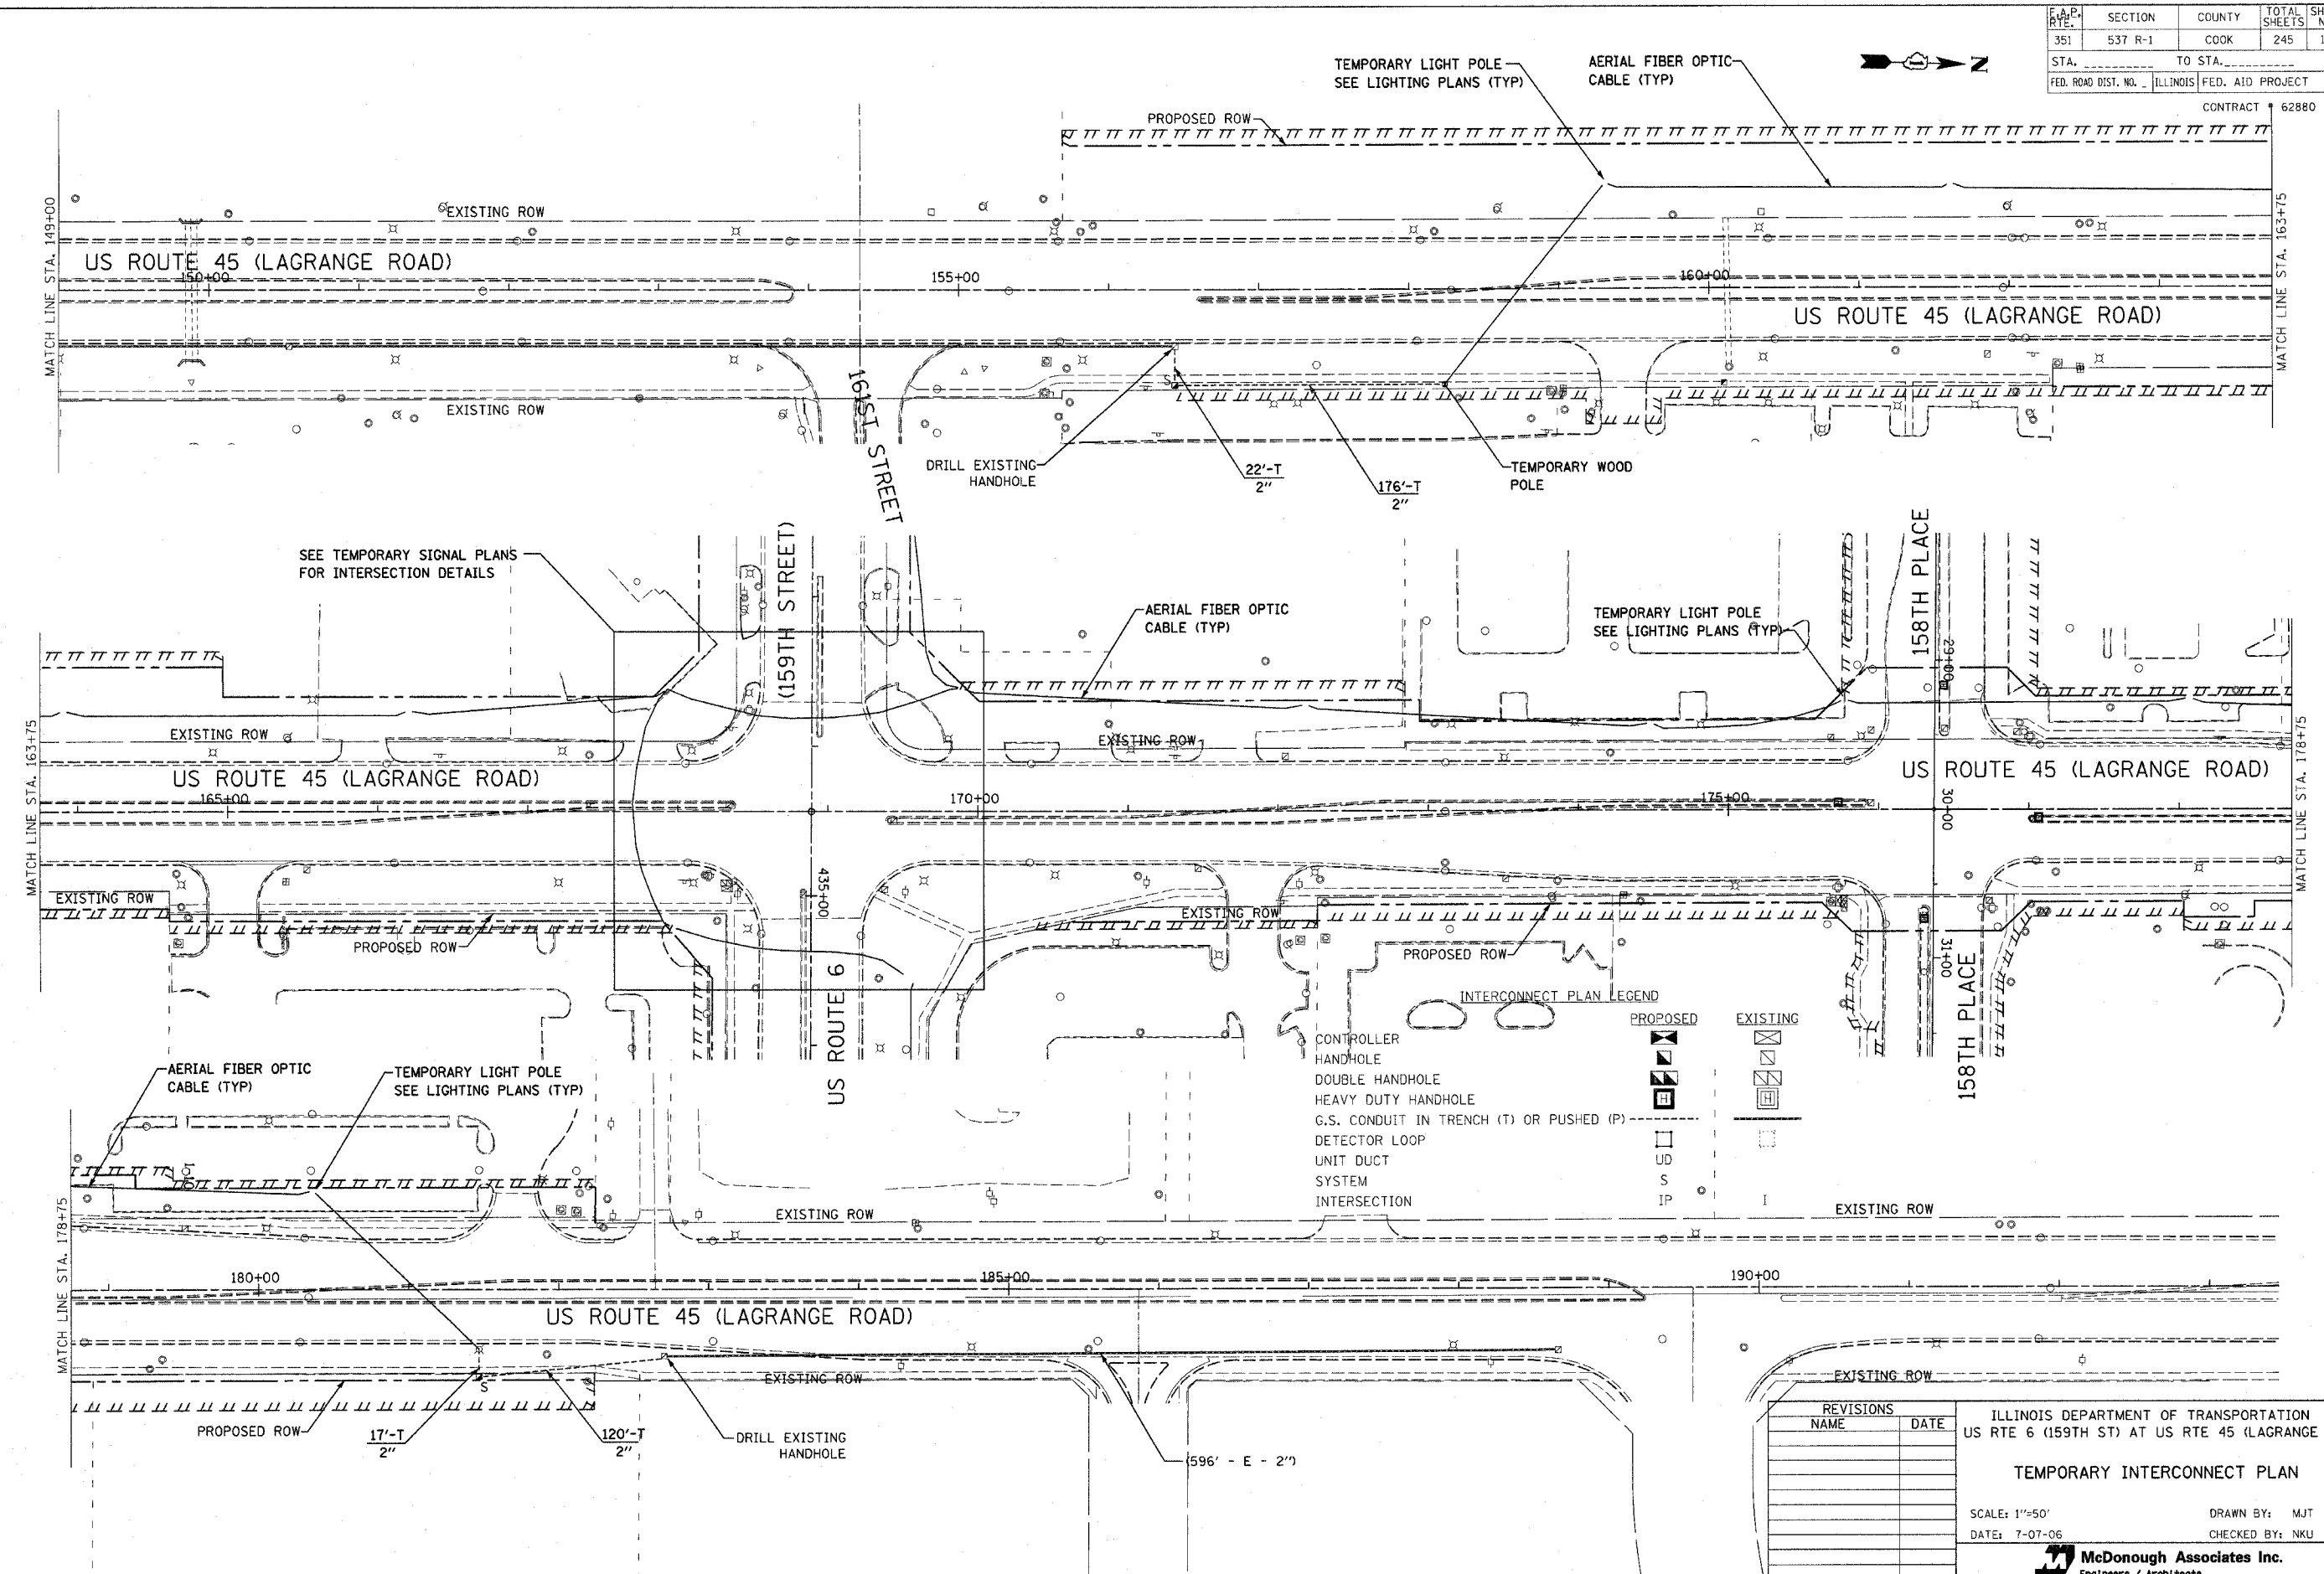 F.A.P. RTE. SECTION COUNTY TOTAL SHEETS
351 537 R-1 COOK 245
STA. TO STA.
FED. ROAD DIST. NO. ILLINOIS FED. AID PROJECT
CONTRACT # 62880
N
TEMPORARY LIGHT POLE
SEE LIGHTING PLANS (TYP)
AERIAL FIBER OPTIC
CABLE (TYP)
PROPOSED ROW
MATCH LINE STA. 149+00
EXISTING ROW
US ROUTE 45 (LAGRANGE ROAD)
150+00
155+00
160+00
US ROUTE 45 (LAGRANGE ROAD)
MATCH LINE STA. 163+75
161ST STREET
S
EXISTING ROW
DRILL EXISTING
HANDHOLE
22'-T
2"
176'-T
2"
TEMPORARY WOOD
POLE
SEE TEMPORARY SIGNAL PLANS
FOR INTERSECTION DETAILS
(159TH STREET)
AERIAL FIBER OPTIC
CABLE (TYP)
TEMPORARY LIGHT POLE
SEE LIGHTING PLANS (TYP)
158TH PLACE
29+00
MATCH LINE STA. 163+75
EXISTING ROW
EXISTING ROW
US ROUTE 45 (LAGRANGE ROAD)
US ROUTE 45 (LAGRANGE ROAD)
165+00
170+00
175+00
30+00
MATCH LINE STA. 178+75
435+00
EXISTING ROW
EXISTING ROW
PROPOSED ROW
PROPOSED ROW
31+00
US ROUTE 6
158TH PLACE
INTERCONNECT PLAN LEGEND
PROPOSED EXISTING
CONTROLLER
HANDHOLE
DOUBLE HANDHOLE
HEAVY DUTY HANDHOLE H H
G.S. CONDUIT IN TRENCH (T) OR PUSHED (P)
DETECTOR LOOP
UNIT DUCT UD
SYSTEM S
INTERSECTION IP I
AERIAL FIBER OPTIC
CABLE (TYP)
TEMPORARY LIGHT POLE
SEE LIGHTING PLANS (TYP)
MATCH LINE STA. 178+75
EXISTING ROW
EXISTING ROW
180+00
185+00
190+00
US ROUTE 45 (LAGRANGE ROAD)
S
EXISTING ROW
EXISTING ROW
PROPOSED ROW
17'-T
2"
120'-T
2"
DRILL EXISTING
HANDHOLE
(596' - E - 2")
REVISIONS
NAME DATE
ILLINOIS DEPARTMENT OF TRANSPORTATION
US RTE 6 (159TH ST) AT US RTE 45 (LAGRANGE
TEMPORARY INTERCONNECT PLAN
SCALE: 1"=50' DRAWN BY: MJT
DATE: 7-07-06 CHECKED BY: NKU
McDonough Associates Inc.
Engineers / Architects